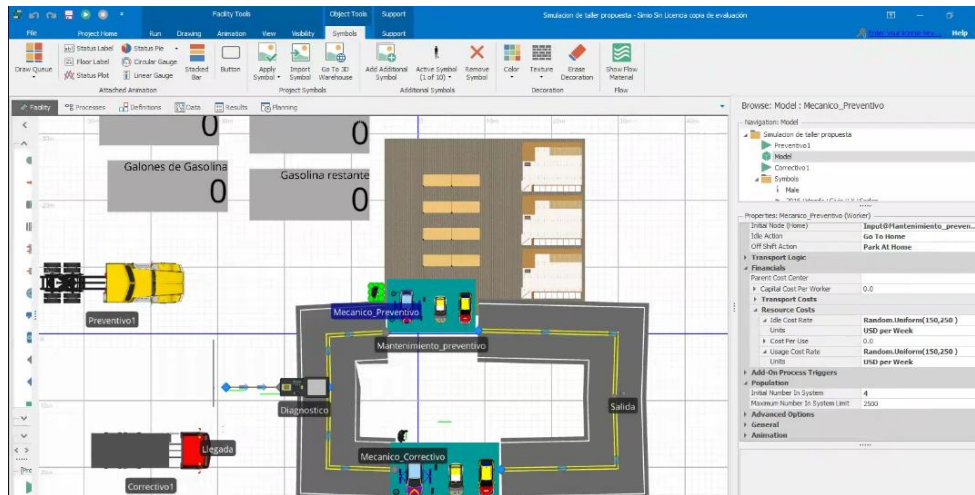 Facility Tools
Object Tools
Support
Simulacion de taller propuesta - Simio Sin Licencia copia de evaluación
File
Project Home
Run
Drawing
Animation
View
Visibility
Symbols
Support
Enter your license key...
Help
Draw Queue
Status Label
Floor Label
Status Plot
Status Pie
Circular Gauge
Linear Gauge
Stacked Bar
Button
Apply Symbol
Import Symbol
Go To 3D Warehouse
Add Additional Symbol
Active Symbol (1 of 10)
Remove Symbol
Color
Texture
Erase Decoration
Show Flow Material
Attached Animation
Project Symbols
Additional Symbols
Decoration
Flow
Facility
Processes
Definitions
Data
Results
Planning
0
0
Galones de Gasolina
0
Gasolina restante
0
Preventivo1
Mecanico_Preventivo
Mantenimiento_preventivo
Diagnostico
Salida
Llegada
Mecanico_Correctivo
Correctivo1
Browse: Model : Mecanico_Preventivo
Navigation: Model
Simulacion de taller propuesta
Preventivo1
Model
Correctivo1
Symbols
Male
Properties: Mecanico_Preventivo (Worker)
Initial Node (Home) Input@Mantenimiento_preven...
Idle Action Go To Home
Off Shift Action Park At Home
Transport Logic
Financials
Parent Cost Center
Capital Cost Per Worker 0.0
Transport Costs
Resource Costs
Idle Cost Rate Random.Uniform(150,250 )
Units USD per Week
Cost Per Use 0.0
Usage Cost Rate Random.Uniform(150,250 )
Units USD per Week
Add-On Process Triggers
Population
Initial Number In System 4
Maximum Number In System Limit 2500
Advanced Options
General
Animation